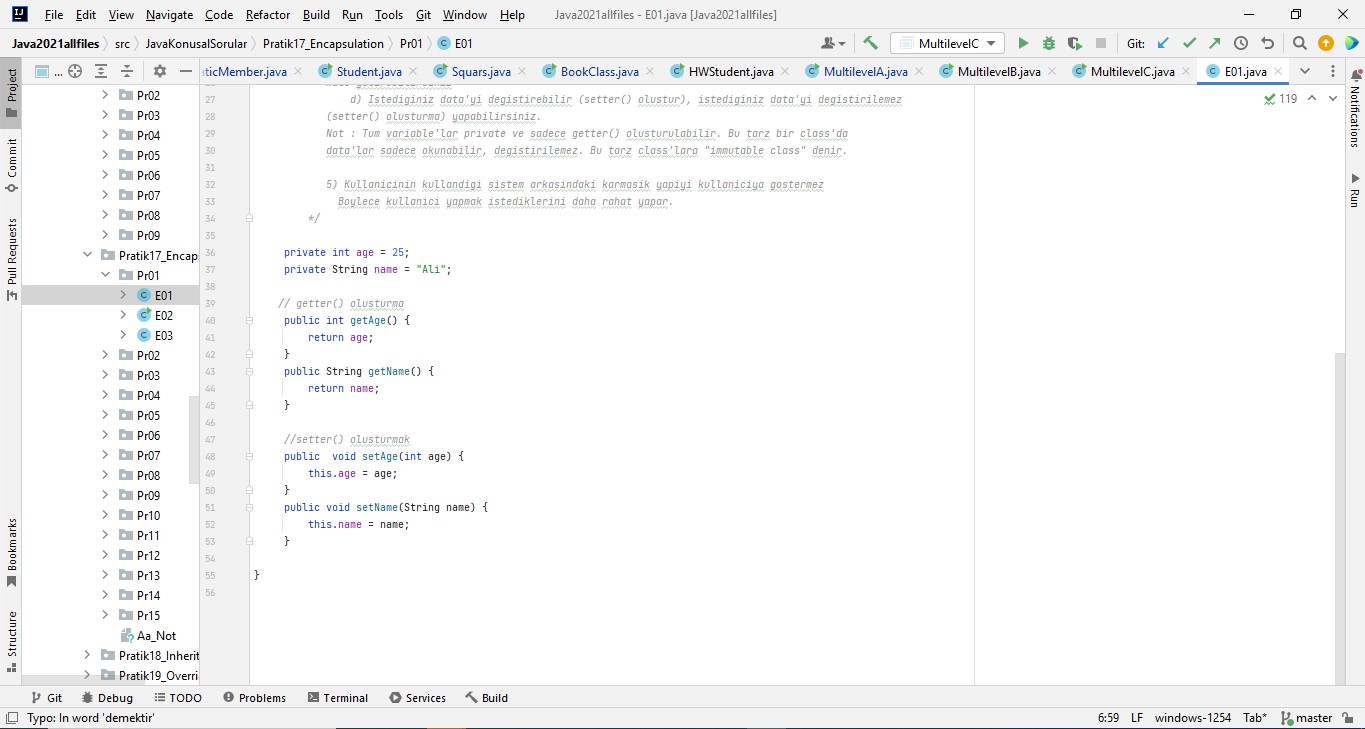 File Edit View Navigate Code Refactor Build Run Tools Git Window Help Java2021allfiles - E01.java [Java2021allfiles]
Java2021allfiles src JavaKonusalSorular Pratik17_Encapsulation Pr01 E01 MultilevelC Git:
... ticMember.java Student.java Squars.java BookClass.java HWStudent.java MultilevelA.java MultilevelB.java MultilevelC.java E01.java
Project
Commit
Pull Requests
Bookmarks
Structure
Pr02
Pr03
Pr04
Pr05
Pr06
Pr07
Pr08
Pr09
Pratik17_Encap
Pr01
E01
E02
E03
Pr02
Pr03
Pr04
Pr05
Pr06
Pr07
Pr08
Pr09
Pr10
Pr11
Pr12
Pr13
Pr14
Pr15
Aa_Not
Pratik18_Inherit
Pratik19_Overri
119
27 d) Istediginiz data'yi degistirebilir (setter() olustur), istediginiz data'yi degistirilemez
28 (setter() olusturma) yapabilirsiniz.
29 Not : Tum variable'lar private ve sadece getter() olusturulabilir. Bu tarz bir class'da
30 data'lar sadece okunabilir, degistirilemez. Bu tarz class'lara "immutable class" denir.
31
32 5) Kullanicinin kullandigi sistem arkasindaki karmasik yapiyi kullaniciya gostermez
33 Boylece kullanici yapmak istediklerini daha rahat yapar.
34 */
35
36 private int age = 25;
37 private String name = "Ali";
38
39 // getter() olusturma
40 public int getAge() {
41 return age;
42 }
43 public String getName() {
44 return name;
45 }
46
47 //setter() olusturmak
48 public  void setAge(int age) {
49 this.age = age;
50 }
51 public void setName(String name) {
52 this.name = name;
53 }
54
55 }
56
Notifications
Run
Git Debug TODO Problems Terminal Services Build
Typo: In word 'demektir' 6:59 LF windows-1254 Tab* master